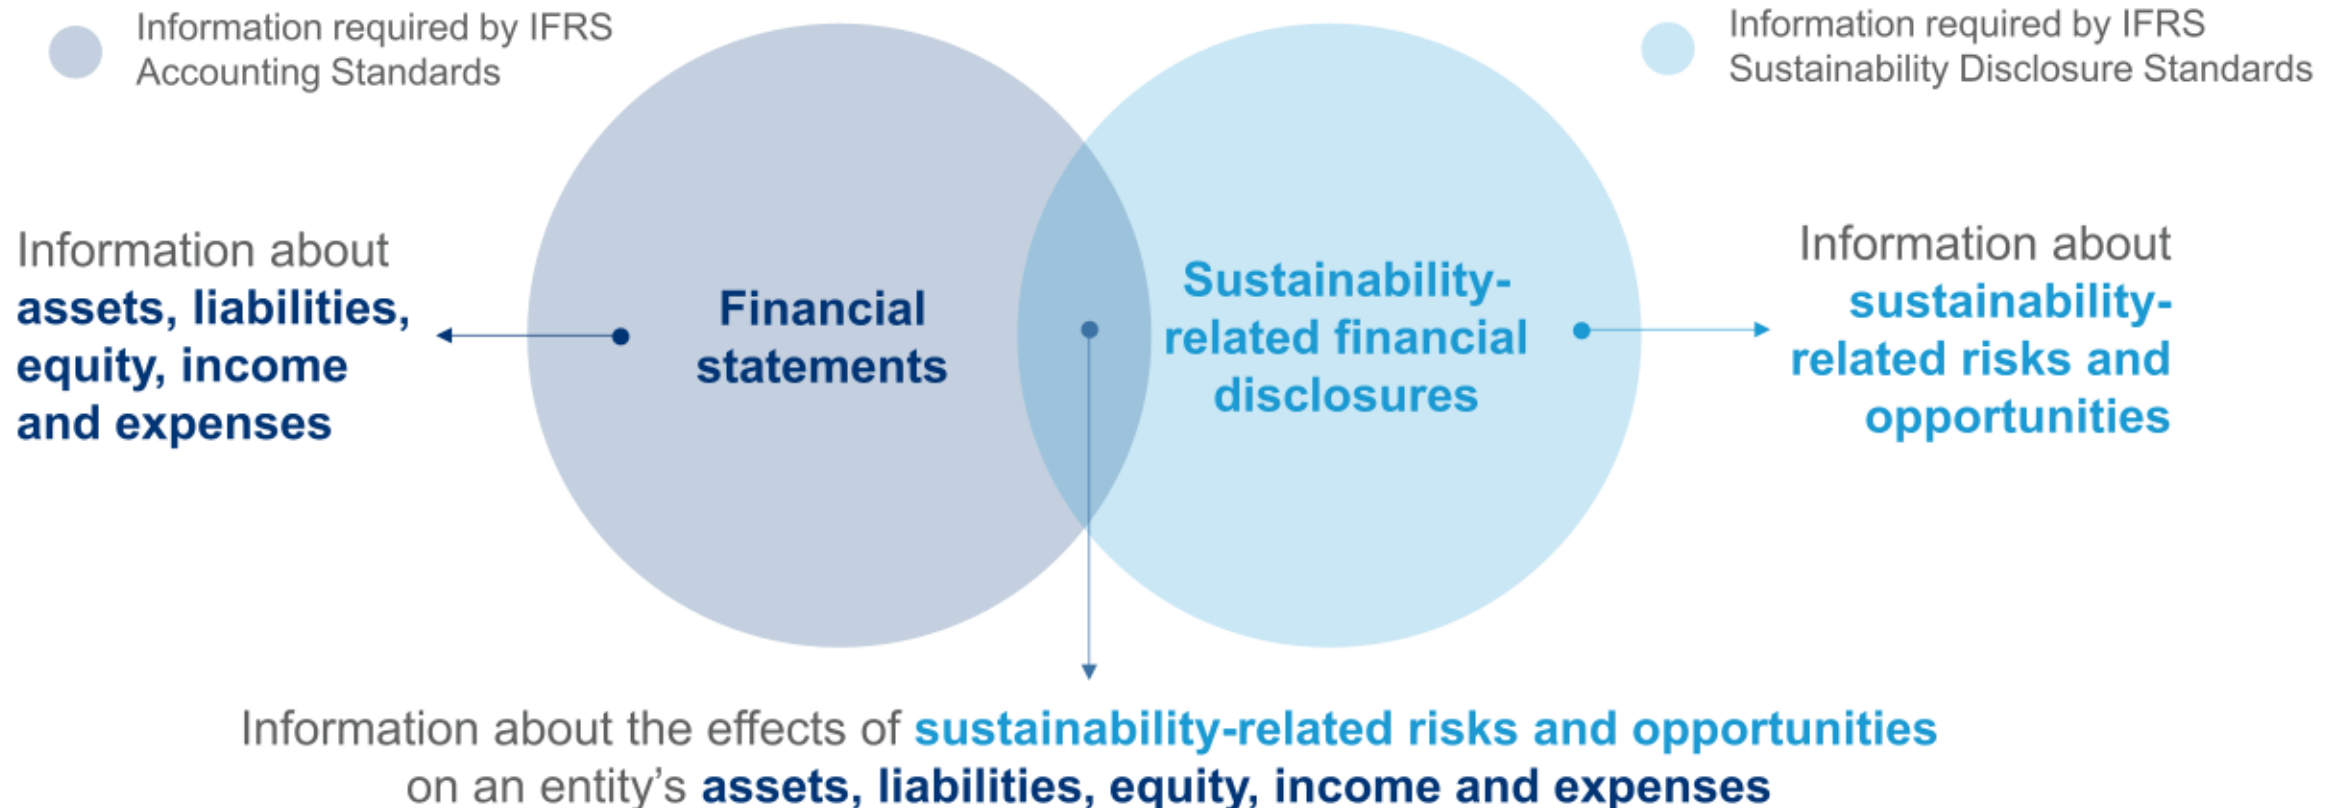 Information required by IFRS
Accounting Standards
Information required by IFRS
Sustainability Disclosure Standards
Information about
assets, liabilities,
equity, income
and expenses
Financial
statements
Sustainability-
related financial
disclosures
Information about
sustainability-
related risks and
opportunities
Information about the effects of sustainability-related risks and opportunities
on an entity’s assets, liabilities, equity, income and expenses